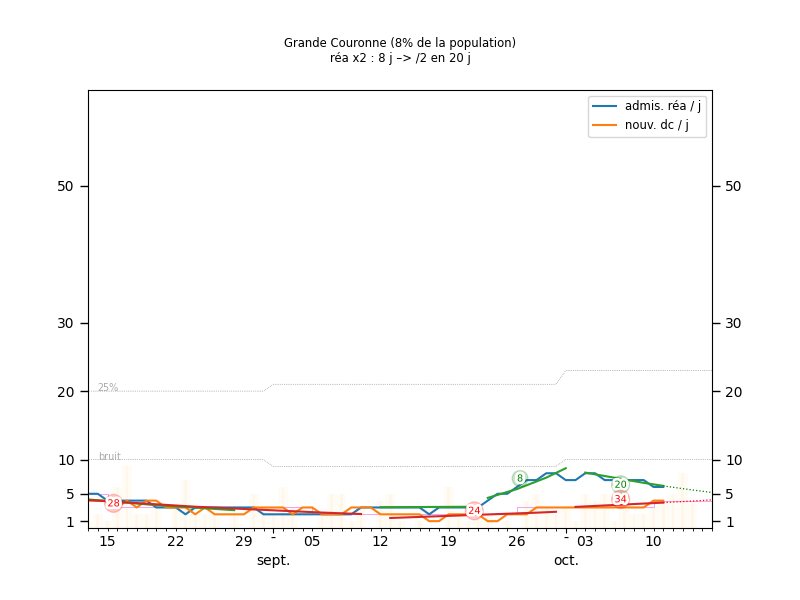 Grande Couronne (8% de la population)
réa x2 : 8 j –> /2 en 20 j
admis. réa / j
nouv. dc / j
50 50
30 30
25%
20 20
bruit
10 10
8
20
5 5
28
24
34
1 1
15 22 29 - 05 12 19 26 - 03 10
sept. oct.